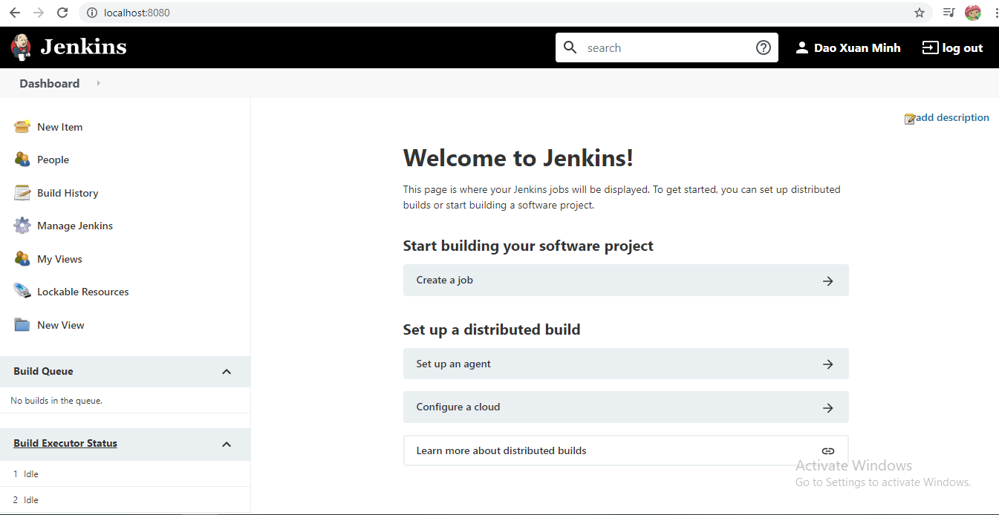 localhost:8080
Jenkins
search
Dao Xuan Minh
log out
Dashboard
add description
New Item
People
Build History
Manage Jenkins
My Views
Lockable Resources
New View
Build Queue
No builds in the queue.
Build Executor Status
1 Idle
2 Idle
Welcome to Jenkins!
This page is where your Jenkins jobs will be displayed. To get started, you can set up distributed
builds or start building a software project.
Start building your software project
Create a job
Set up a distributed build
Set up an agent
Configure a cloud
Learn more about distributed builds
Activate Windows
Go to Settings to activate Windows.